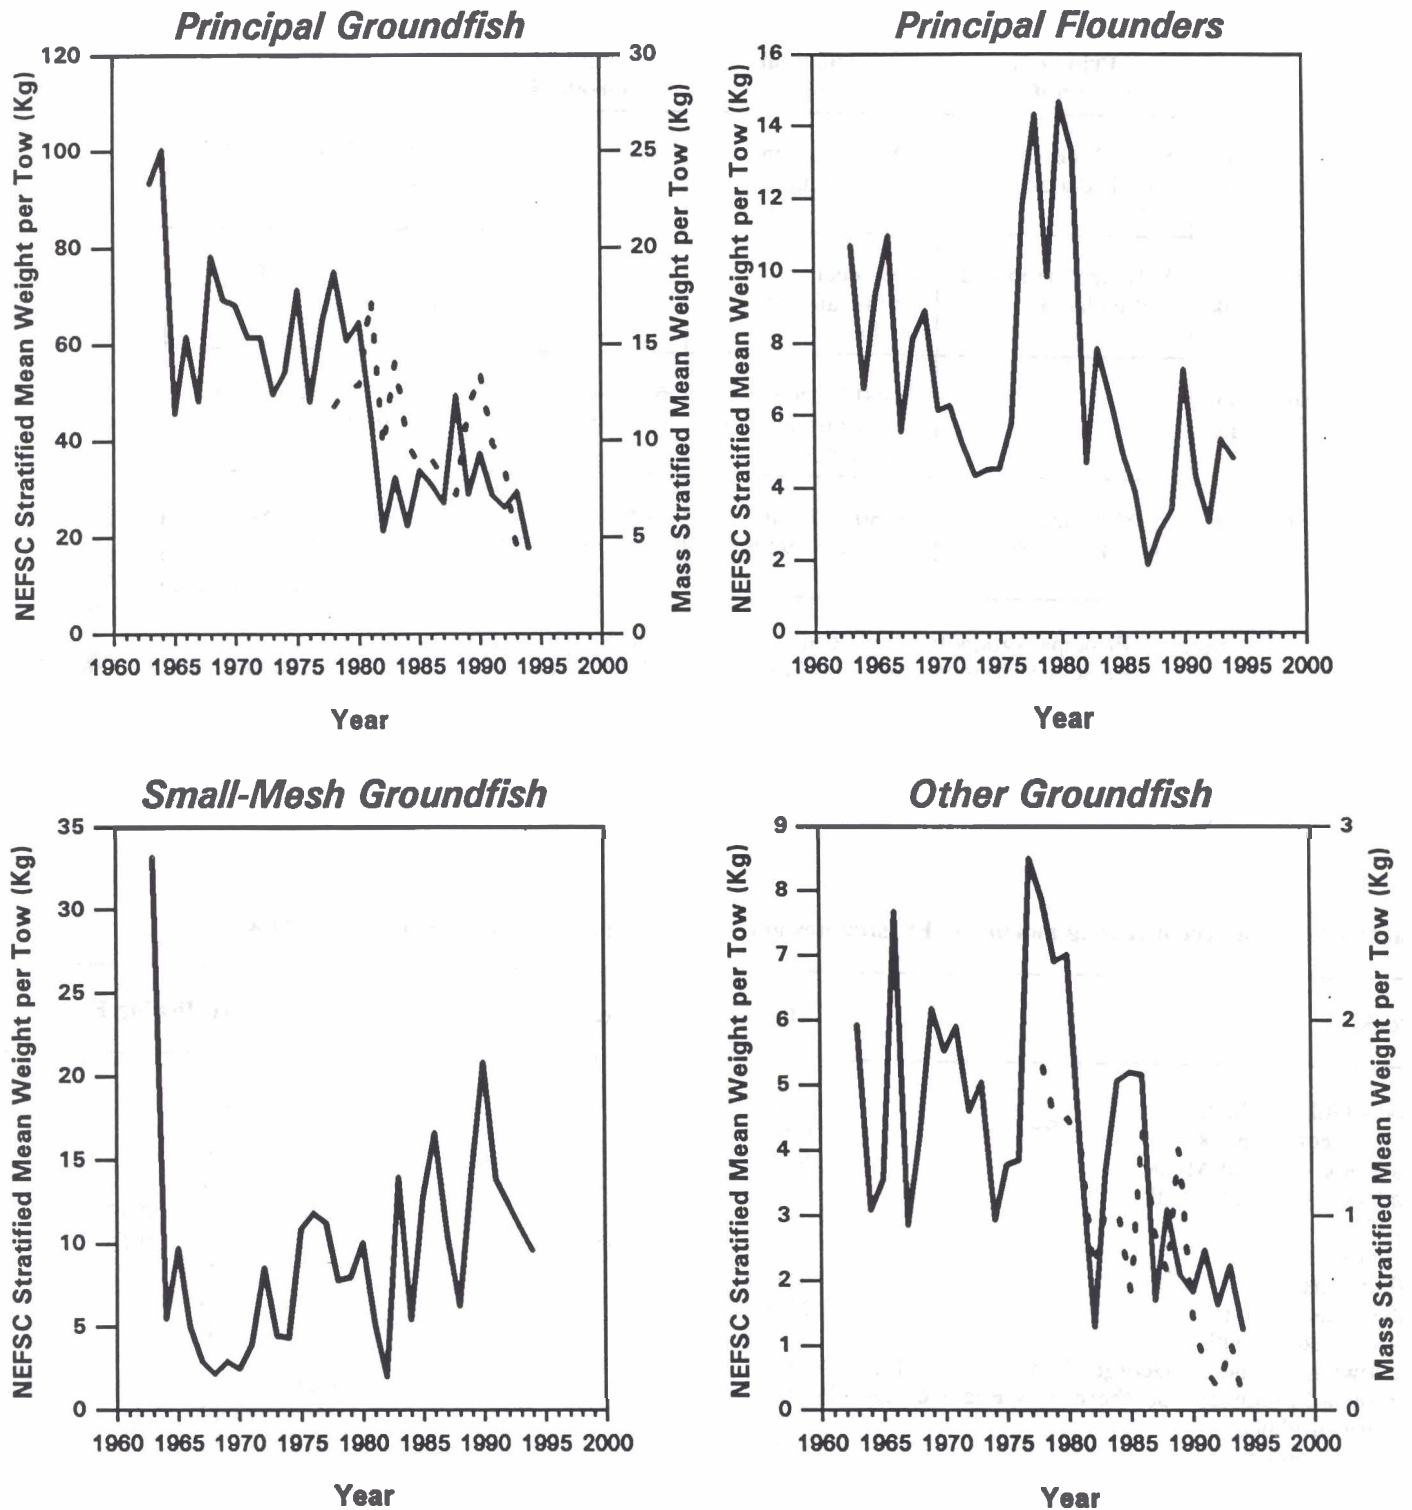 Principal Groundfish
NEFSC Stratified Mean Weight per Tow (Kg)
120
100
80
60
40
20
0
30
25
20
15
10
5
0
Mass Stratified Mean Weight per Tow (Kg)
1960 1965 1970 1975 1980 1985 1990 1995 2000
Year
Principal Flounders
NEFSC Stratified Mean Weight per Tow (Kg)
16
14
12
10
8
6
4
2
0
1960 1965 1970 1975 1980 1985 1990 1995 2000
Year
Small-Mesh Groundfish
NEFSC Stratified Mean Weight per Tow (Kg)
35
30
25
20
15
10
5
0
1960 1965 1970 1975 1980 1985 1990 1995 2000
Year
Other Groundfish
NEFSC Stratified Mean Weight per Tow (Kg)
9
8
7
6
5
4
3
2
1
0
3
2
1
0
Mass Stratified Mean Weight per Tow (Kg)
1960 1965 1970 1975 1980 1985 1990 1995 2000
Year